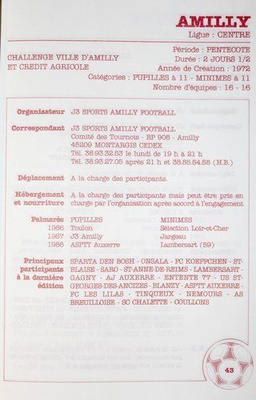 AMILLY
Ligue : CENTRE
CHALLENGE VILLE D'AMILLY
ET CREDIT AGRICOLE
Période : PENTECOTE
Durée : 2 JOURS 1/2
Année de Création : 1972
Catégories : PUPILLES à 11 - MINIMES à 11
Nombre d'équipes : 16 - 16
Organisateur J3 SPORTS AMILLY FOOTBALL
Correspondant J3 SPORTS AMILLY FOOTBALL
Comité des Tournois - BP 908 - Amilly
45209 MONTARGIS CEDEX
Tél. 38.93.32.53 le lundi de 19 h à 21 h
Tél. 38.93.27.05 après 21 h et 38.85.54.58 (H.B.)
Déplacement A la charge des participants.
Hébergement A la charge des participants mais peut être pris en
et nourriture charge par l'organisation après accord à l'engagement
Palmarès PUPILLES MINIMES
1986 Toulon Sélection Loir-et-Cher
1987 J3 Amilly Jargeau
1988 ASPTT Auxerre Lambersart (59)
Principaux SPARTA DEN BOSH - ONSALA - FC KOEPPCHEN - ST-
participants BLAISE - SARO - ST-ANNE-DE-REIMS - LAMBERSART-
à la dernière GAGNY - AJ AUXERRE - ENTENTE 77 - US ST-
édition GEORGES-DES-ANCIZES - BLANZY - ASPTT AUXERRE
FC LES LILAS - TINQUEUX - NEMOURS - AS
BREUILLOISE - SC CHALETTE - COULLONS
43